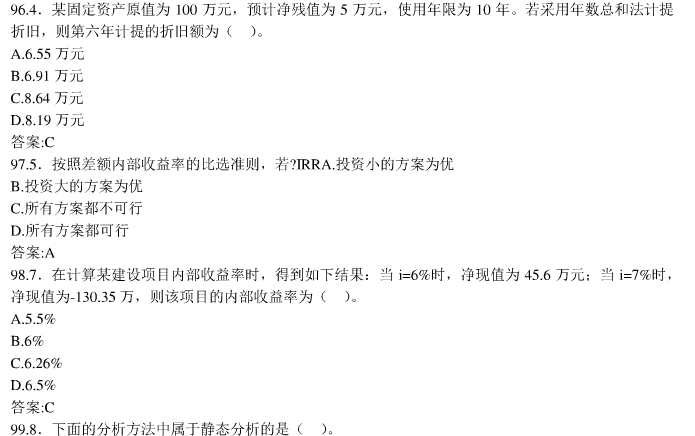 96.4．某固定资产原值为 100 万元，预计净残值为 5 万元，使用年限为 10 年。若采用年数总和法计提
折旧，则第六年计提的折旧额为（　）。
A.6.55 万元
B.6.91 万元
C.8.64 万元
D.8.19 万元
答案:C
97.5．按照差额内部收益率的比选准则，若?IRRA.投资小的方案为优
B.投资大的方案为优
C.所有方案都不可行
D.所有方案都可行
答案:A
98.7．在计算某建设项目内部收益率时，得到如下结果：当 i=6%时，净现值为 45.6 万元；当 i=7%时，
净现值为-130.35 万，则该项目的内部收益率为（　）。
A.5.5%
B.6%
C.6.26%
D.6.5%
答案:C
99.8．下面的分析方法中属于静态分析的是（　）。